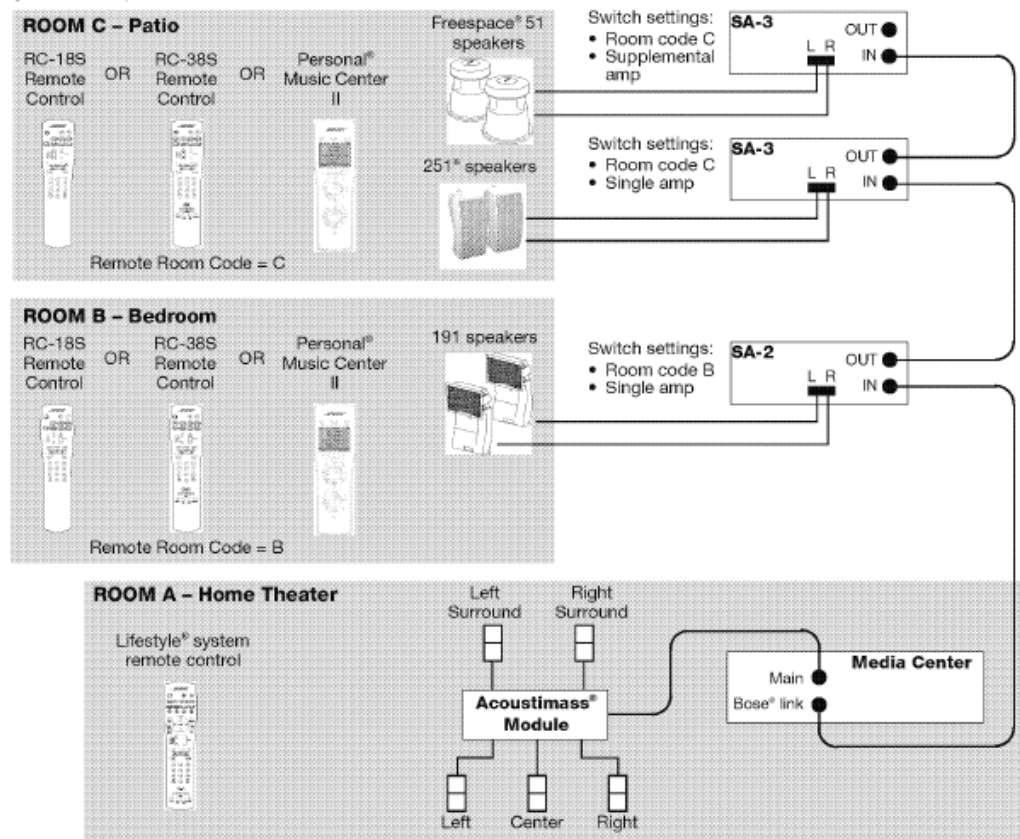 ROOM C – Patio
RC-18S
Remote
Control
OR
RC-38S
Remote
Control
OR
Personal®
Music Center
II
Freespace® 51
speakers
251® speakers
Remote Room Code = C
Switch settings:
• Room code C
• Supplemental
amp
SA-3
OUT
IN
L R
Switch settings:
• Room code C
• Single amp
SA-3
OUT
IN
L R
ROOM B – Bedroom
RC-18S
Remote
Control
OR
RC-38S
Remote
Control
OR
Personal®
Music Center
II
191 speakers
Remote Room Code = B
Switch settings:
• Room code B
• Single amp
SA-2
OUT
IN
L R
ROOM A – Home Theater
Lifestyle® system
remote control
Left
Surround
Right
Surround
Acoustimass®
Module
Left
Center
Right
Media Center
Main
Bose® link